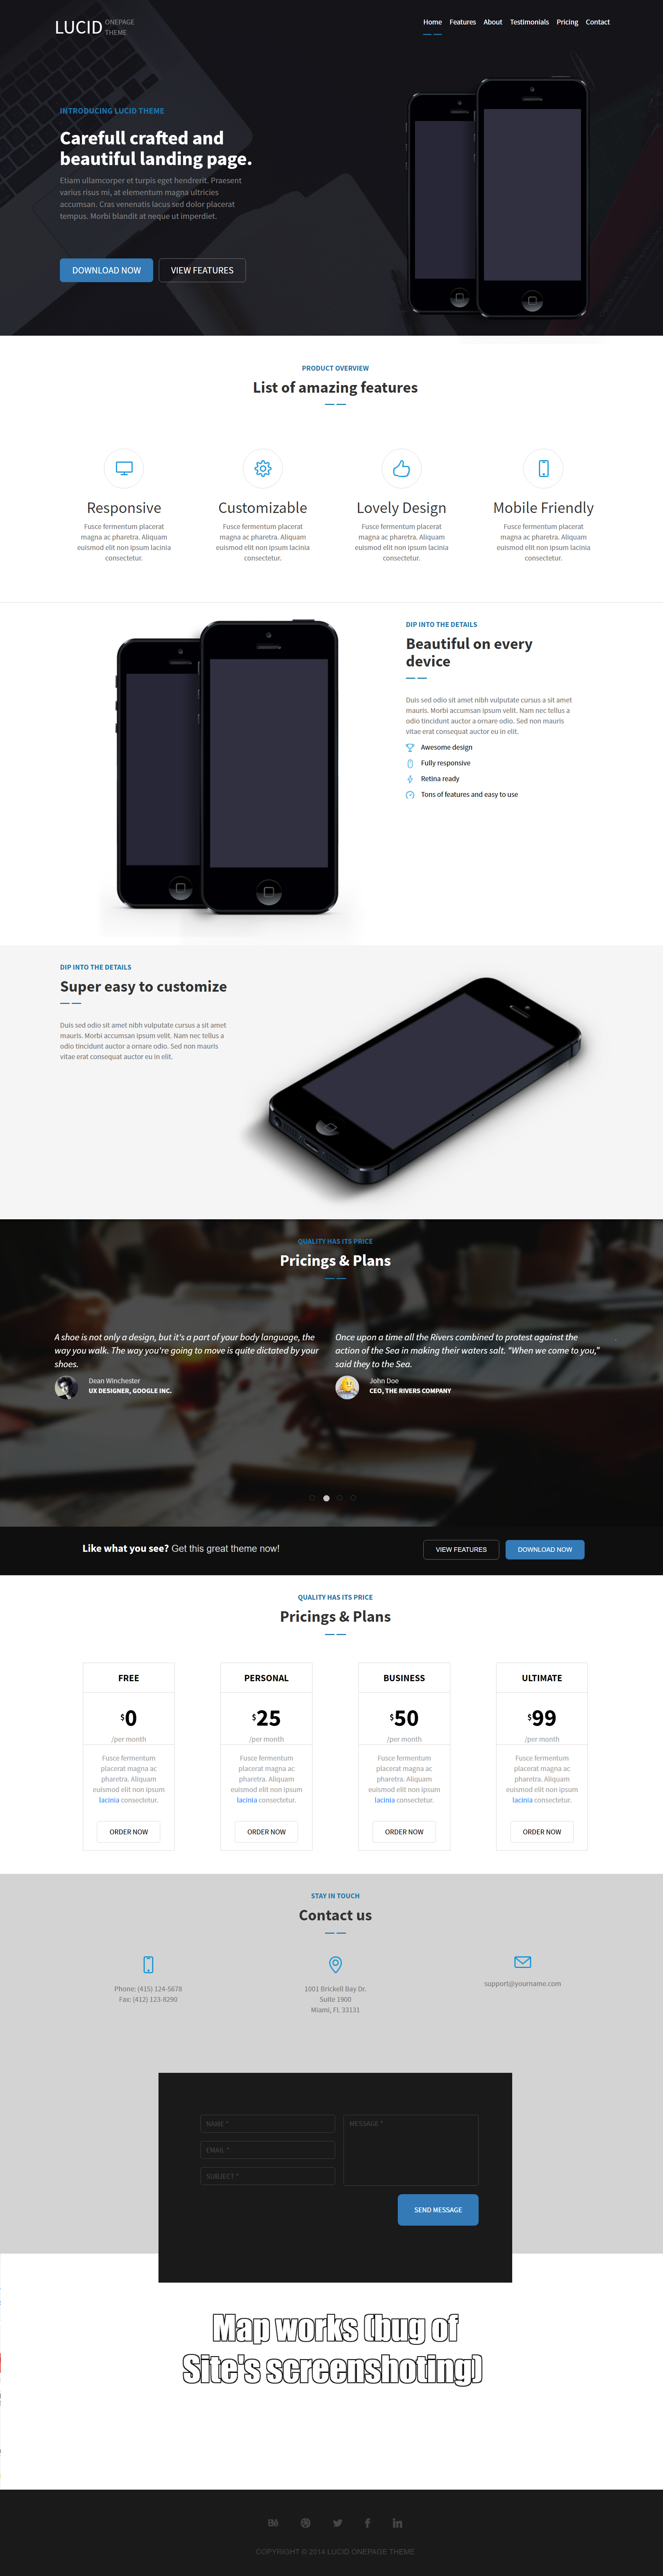 LUCID ONEPAGE
THEME
Home Features About Testimonials Pricing Contact
INTRODUCING LUCID THEME
Carefull crafted and
beautiful landing page.
Etiam ullamcorper et turpis eget hendrerit. Praesent
varius risus mi, at elementum magna ultricies
accumsan. Cras venenatis lacus sed dolor placerat
tempus. Morbi blandit at neque ut imperdiet.
DOWNLOAD NOW VIEW FEATURES
PRODUCT OVERVIEW
List of amazing features
Responsive
Fusce fermentum placerat
magna ac pharetra. Aliquam
euismod elit non ipsum lacinia
consectetur.
Customizable
Fusce fermentum placerat
magna ac pharetra. Aliquam
euismod elit non ipsum lacinia
consectetur.
Lovely Design
Fusce fermentum placerat
magna ac pharetra. Aliquam
euismod elit non ipsum lacinia
consectetur.
Mobile Friendly
Fusce fermentum placerat
magna ac pharetra. Aliquam
euismod elit non ipsum lacinia
consectetur.
DIP INTO THE DETAILS
Beautiful on every
device
Duis sed odio sit amet nibh vulputate cursus a sit amet
mauris. Morbi accumsan ipsum velit. Nam nec tellus a
odio tincidunt auctor a ornare odio. Sed non mauris
vitae erat consequat auctor eu in elit.
Awesome design
Fully responsive
Retina ready
Tons of features and easy to use
DIP INTO THE DETAILS
Super easy to customize
Duis sed odio sit amet nibh vulputate cursus a sit amet
mauris. Morbi accumsan ipsum velit. Nam nec tellus a
odio tincidunt auctor a ornare odio. Sed non mauris
vitae erat consequat auctor eu in elit.
QUALITY HAS ITS PRICE
Pricings & Plans
A shoe is not only a design, but it's a part of your body language, the
way you walk. The way you're going to move is quite dictated by your
shoes.
Dean Winchester
UX DESIGNER, GOOGLE INC.
Once upon a time all the Rivers combined to protest against the
action of the Sea in making their waters salt. "When we come to you,"
said they to the Sea.
John Doe
CEO, THE RIVERS COMPANY
Like what you see? Get this great theme now!
VIEW FEATURES DOWNLOAD NOW
QUALITY HAS ITS PRICE
Pricings & Plans
FREE
$0
/per month
Fusce fermentum
placerat magna ac
pharetra. Aliquam
euismod elit non ipsum
lacinia consectetur.
ORDER NOW
PERSONAL
$25
/per month
Fusce fermentum
placerat magna ac
pharetra. Aliquam
euismod elit non ipsum
lacinia consectetur.
ORDER NOW
BUSINESS
$50
/per month
Fusce fermentum
placerat magna ac
pharetra. Aliquam
euismod elit non ipsum
lacinia consectetur.
ORDER NOW
ULTIMATE
$99
/per month
Fusce fermentum
placerat magna ac
pharetra. Aliquam
euismod elit non ipsum
lacinia consectetur.
ORDER NOW
STAY IN TOUCH
Contact us
Phone: (415) 124-5678
Fax: (412) 123-8290
1001 Brickell Bay Dr.
Suite 1900
Miami, FL 33131
support@yourname.com
NAME *
EMAIL *
SUBJECT *
MESSAGE *
SEND MESSAGE
Map works (bug of
Site's screenshoting)
COPYRIGHT © 2014 LUCID ONEPAGE THEME